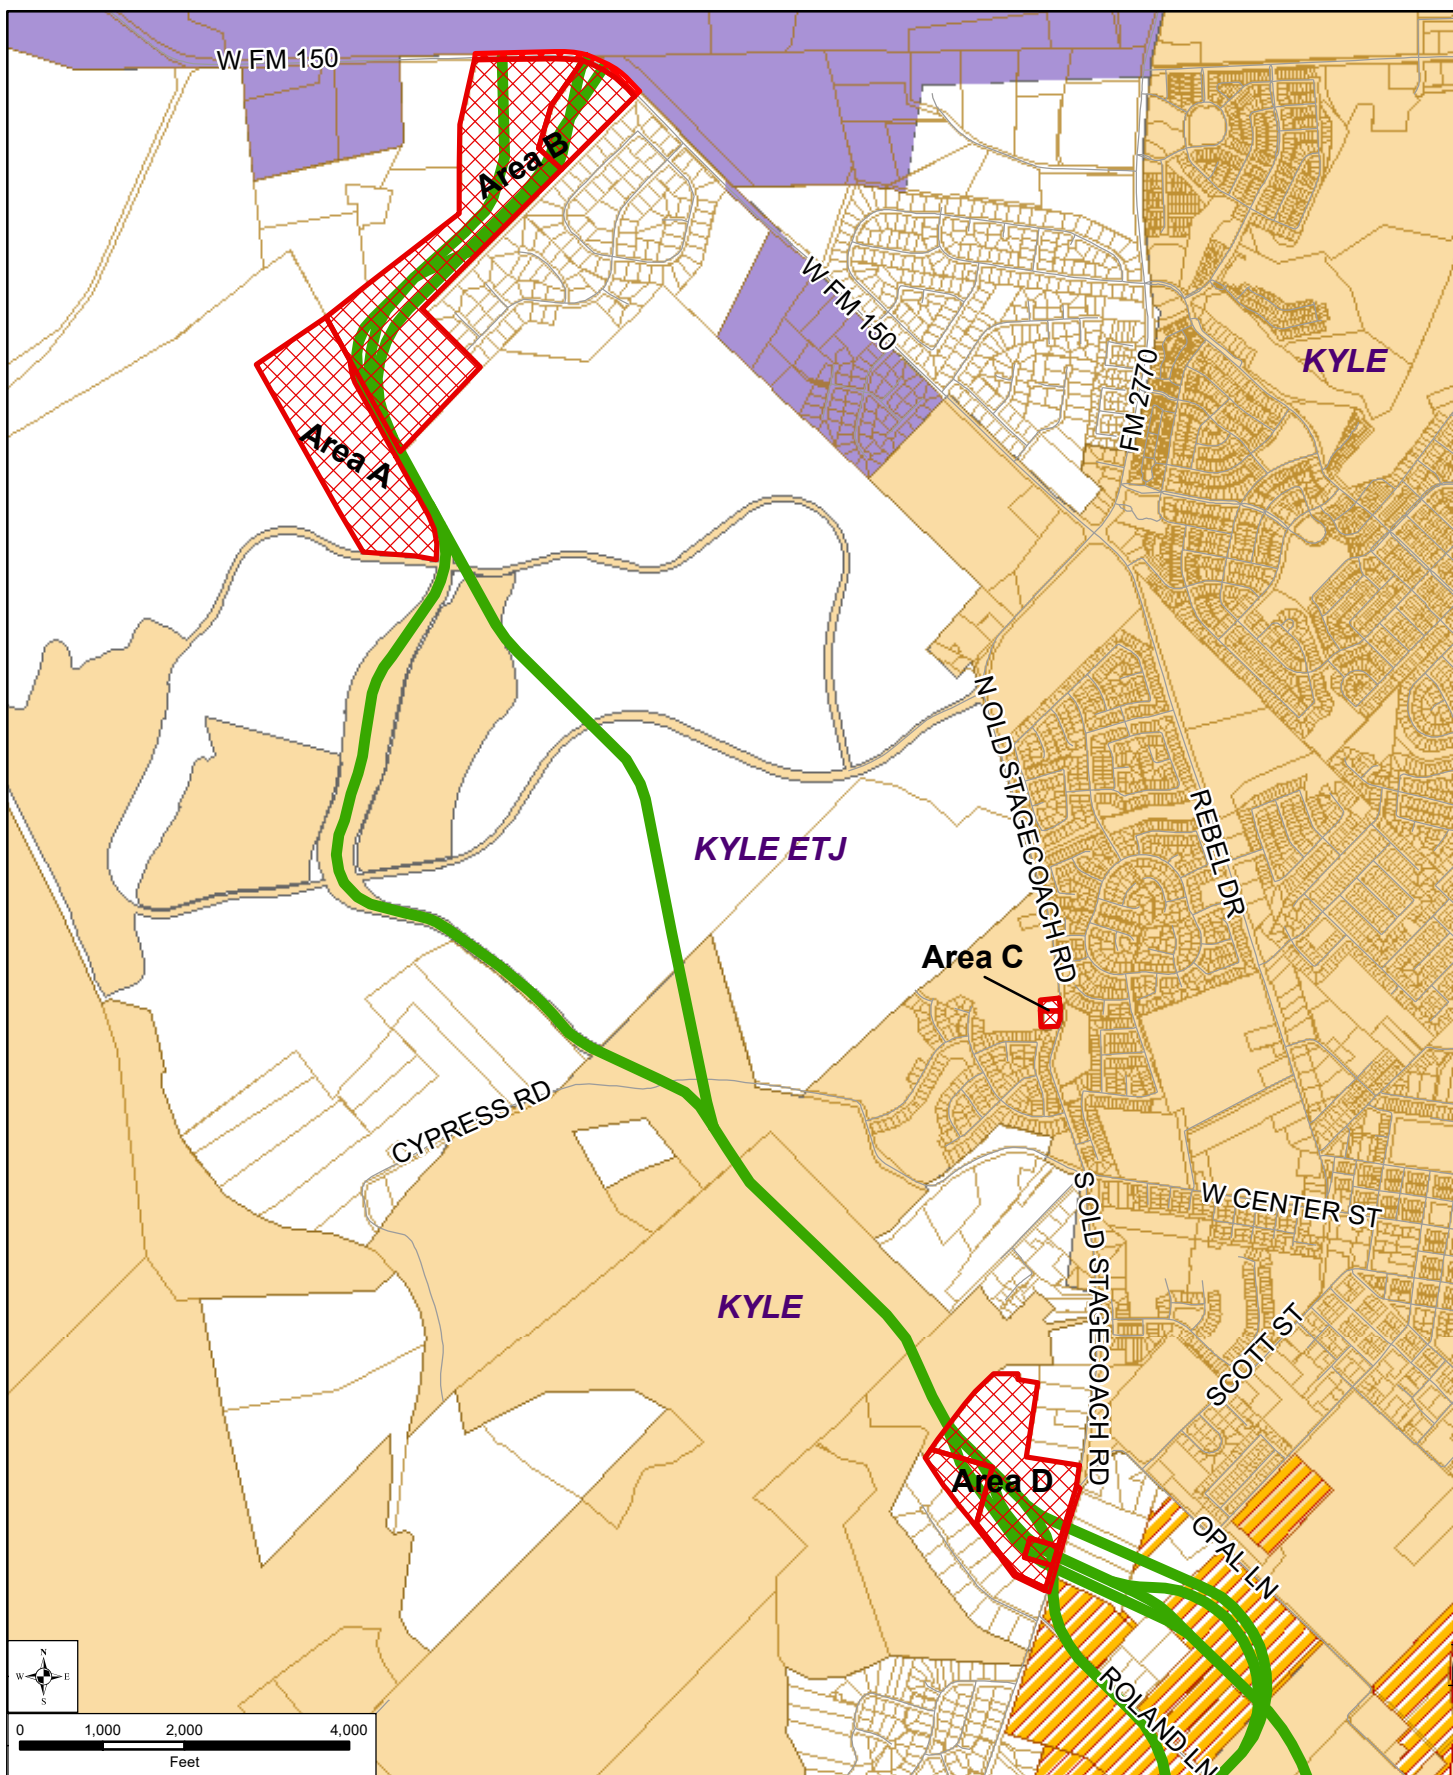 W FM 150
Area B
W FM 150
KYLE
FM 2770
Area A
N OLD STAGECOACH RD
REBEL DR
KYLE ETJ
Area C
CYPRESS RD
W CENTER ST
S OLD STAGECOACH RD
KYLE
SCOTT ST
Area D
OPAL LN
ROLAND LN
N
W E
S
0 1,000 2,000 4,000
Feet